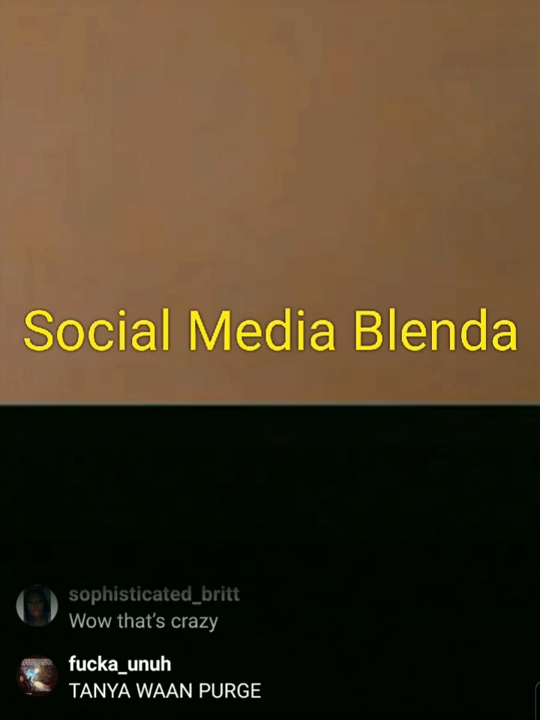 Social Media Blenda
sophisticated_britt
Wow that’s crazy
fucka_unuh
TANYA WAAN PURGE